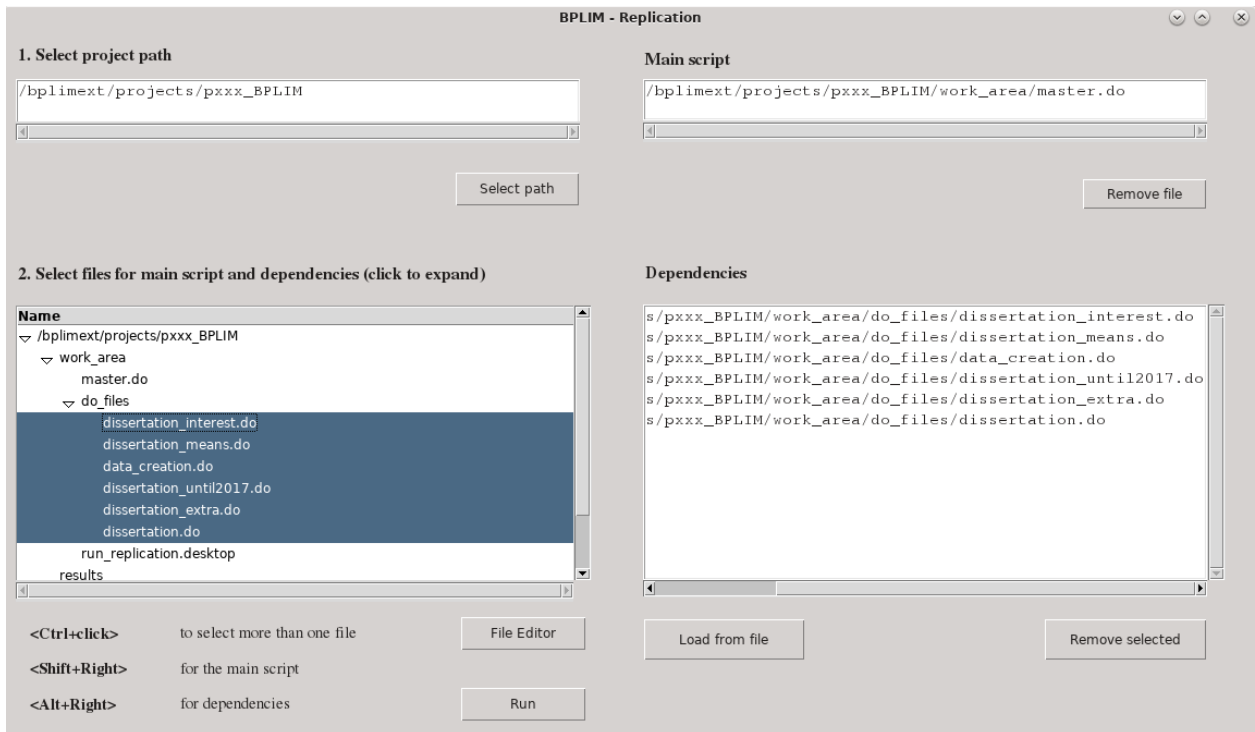 BPLIM - Replication
1. Select project path
/bplimext/projects/pxxx_BPLIM
Select path
Main script
/bplimext/projects/pxxx_BPLIM/work_area/master.do
Remove file
2. Select files for main script and dependencies (click to expand)
Name
/bplimext/projects/pxxx_BPLIM
work_area
master.do
do_files
dissertation_interest.do
dissertation_means.do
data_creation.do
dissertation_until2017.do
dissertation_extra.do
dissertation.do
run_replication.desktop
results
Dependencies
s/pxxx_BPLIM/work_area/do_files/dissertation_interest.do
s/pxxx_BPLIM/work_area/do_files/dissertation_means.do
s/pxxx_BPLIM/work_area/do_files/data_creation.do
s/pxxx_BPLIM/work_area/do_files/dissertation_until2017.do
s/pxxx_BPLIM/work_area/do_files/dissertation_extra.do
s/pxxx_BPLIM/work_area/do_files/dissertation.do
<Ctrl+click> to select more than one file
File Editor
<Shift+Right> for the main script
<Alt+Right> for dependencies
Run
Load from file
Remove selected